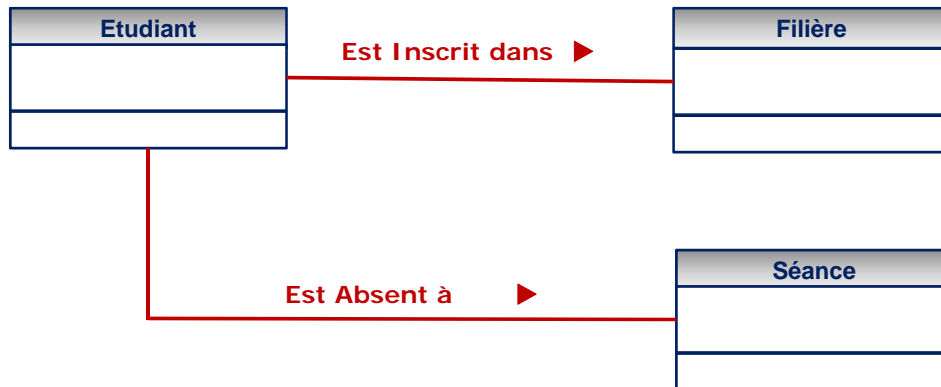 Etudiant
Filière
Est Inscrit dans
Séance
Est Absent à